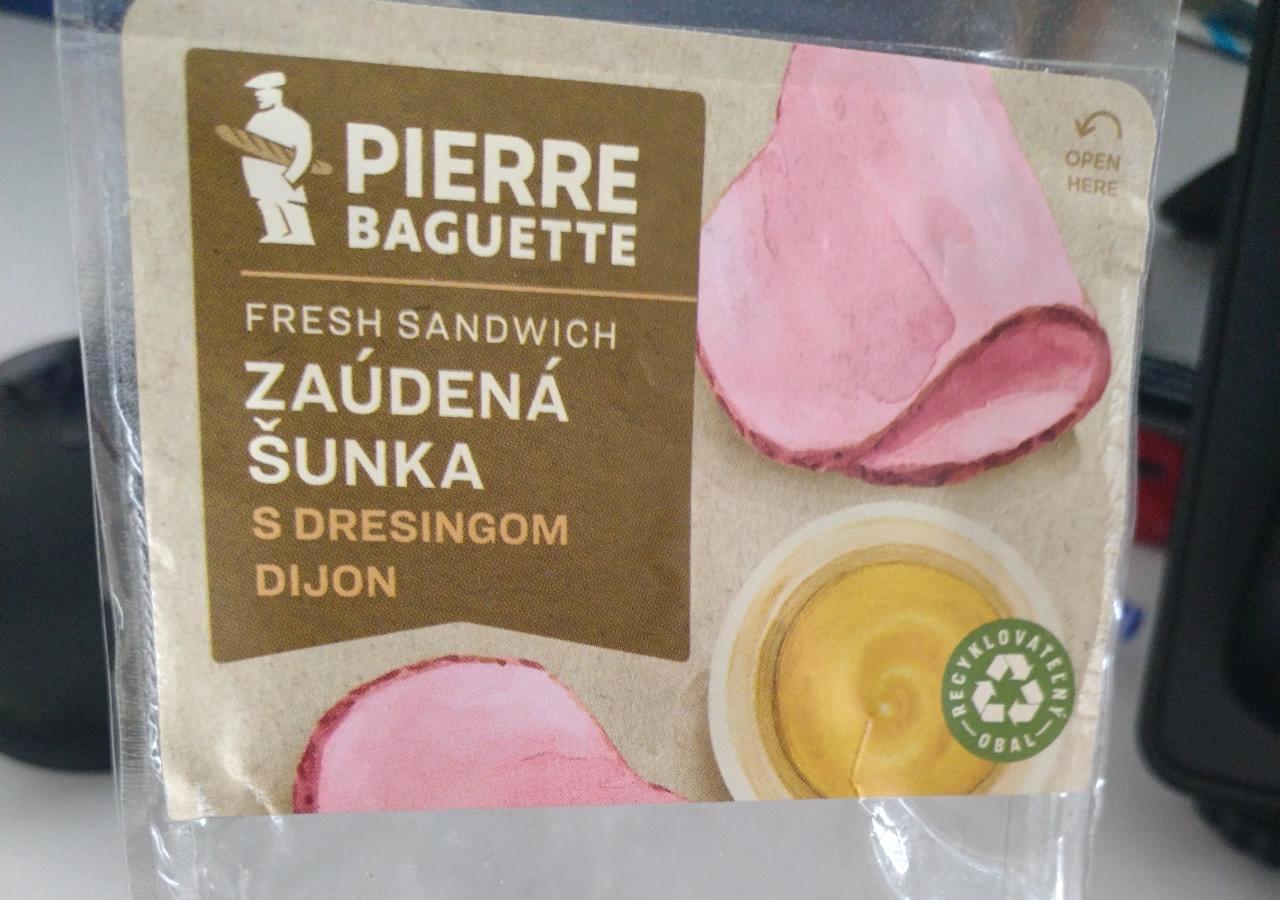 PIERRE
BAGUETTE
FRESH SANDWICH
ZAÚDENÁ
ŠUNKA
S DRESINGOM
DIJON
OPEN
HERE
RECYKLOVATEĽNÝ
OBAL